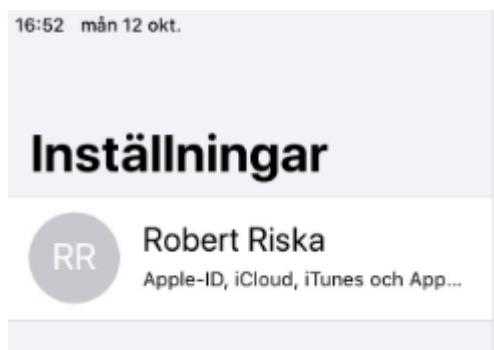 16:52 mån 12 okt.
Inställningar
RR
Robert Riska
Apple-ID, iCloud, iTunes och App...